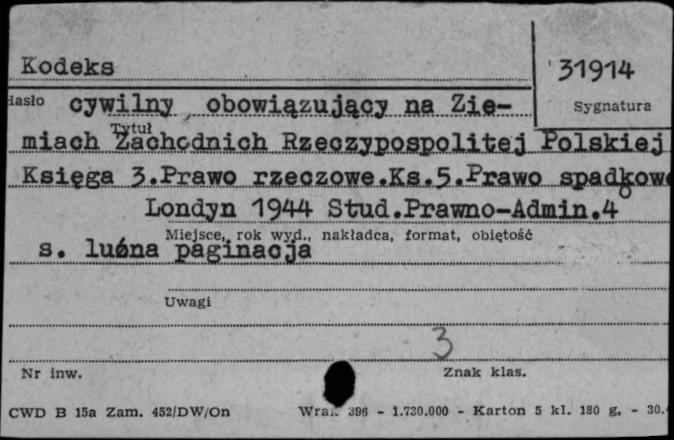 Kodeks
31914
Hasło cywilny obowiązujący na Zie-
Sygnatura
Tytuł
miach Zachodnich Rzeczypospolitej Polskiej
Księga 3.Prawo rzeczowe.Ks.5.Prawo spadkowe
Londyn 1944 Stud.Prawno-Admin.4°
Miejsce, rok wyd., nakładca, format, objętość
s. luóna paginacja
Uwagi
3
Nr inw.
Znak klas.
CWD B 15a Zam. 452/DW/On
396 - 1.730.000 - Karton 5 kl. 180 g. - 30.